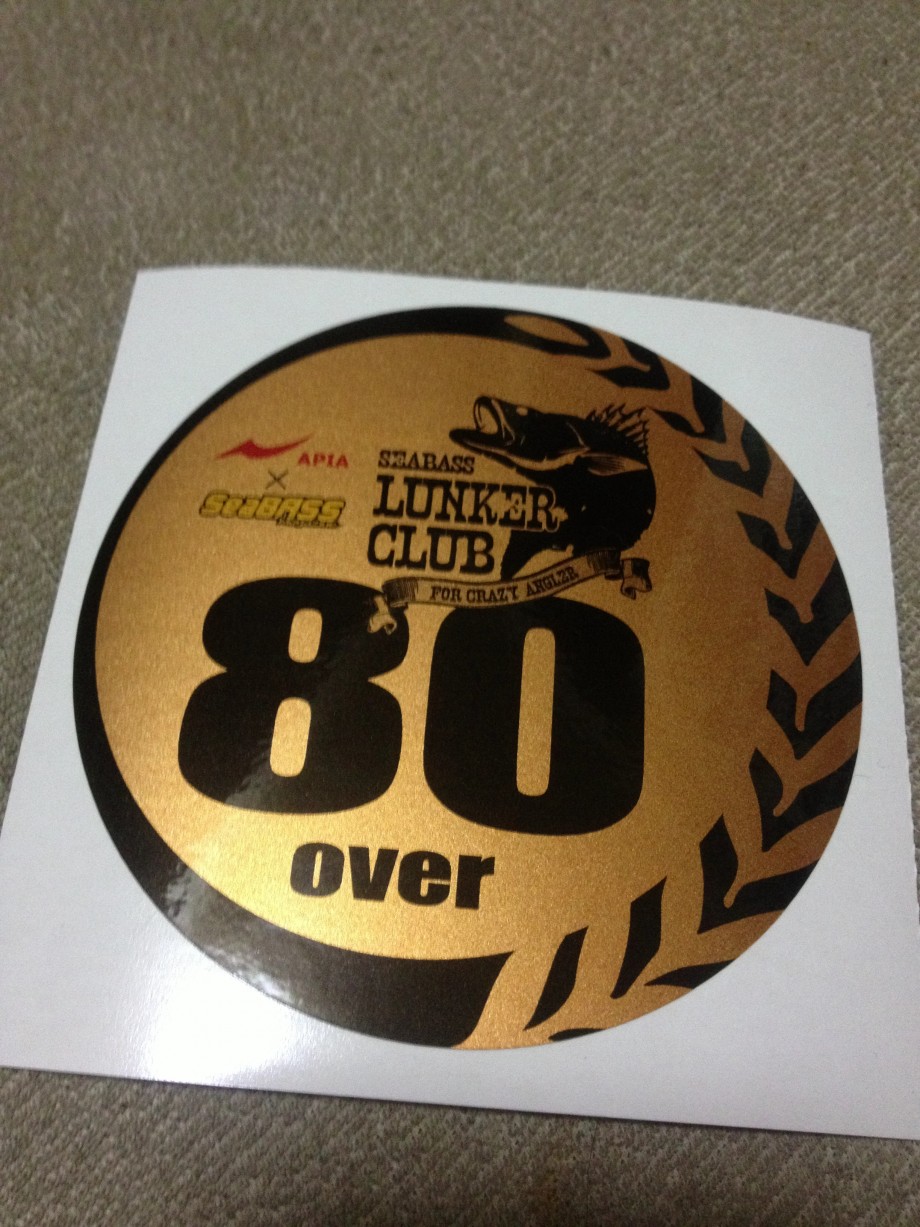 APIA
×
SeaBASS
SEABASS
LUNKER
CLUB
FOR CRAZY ANGLER
80
over